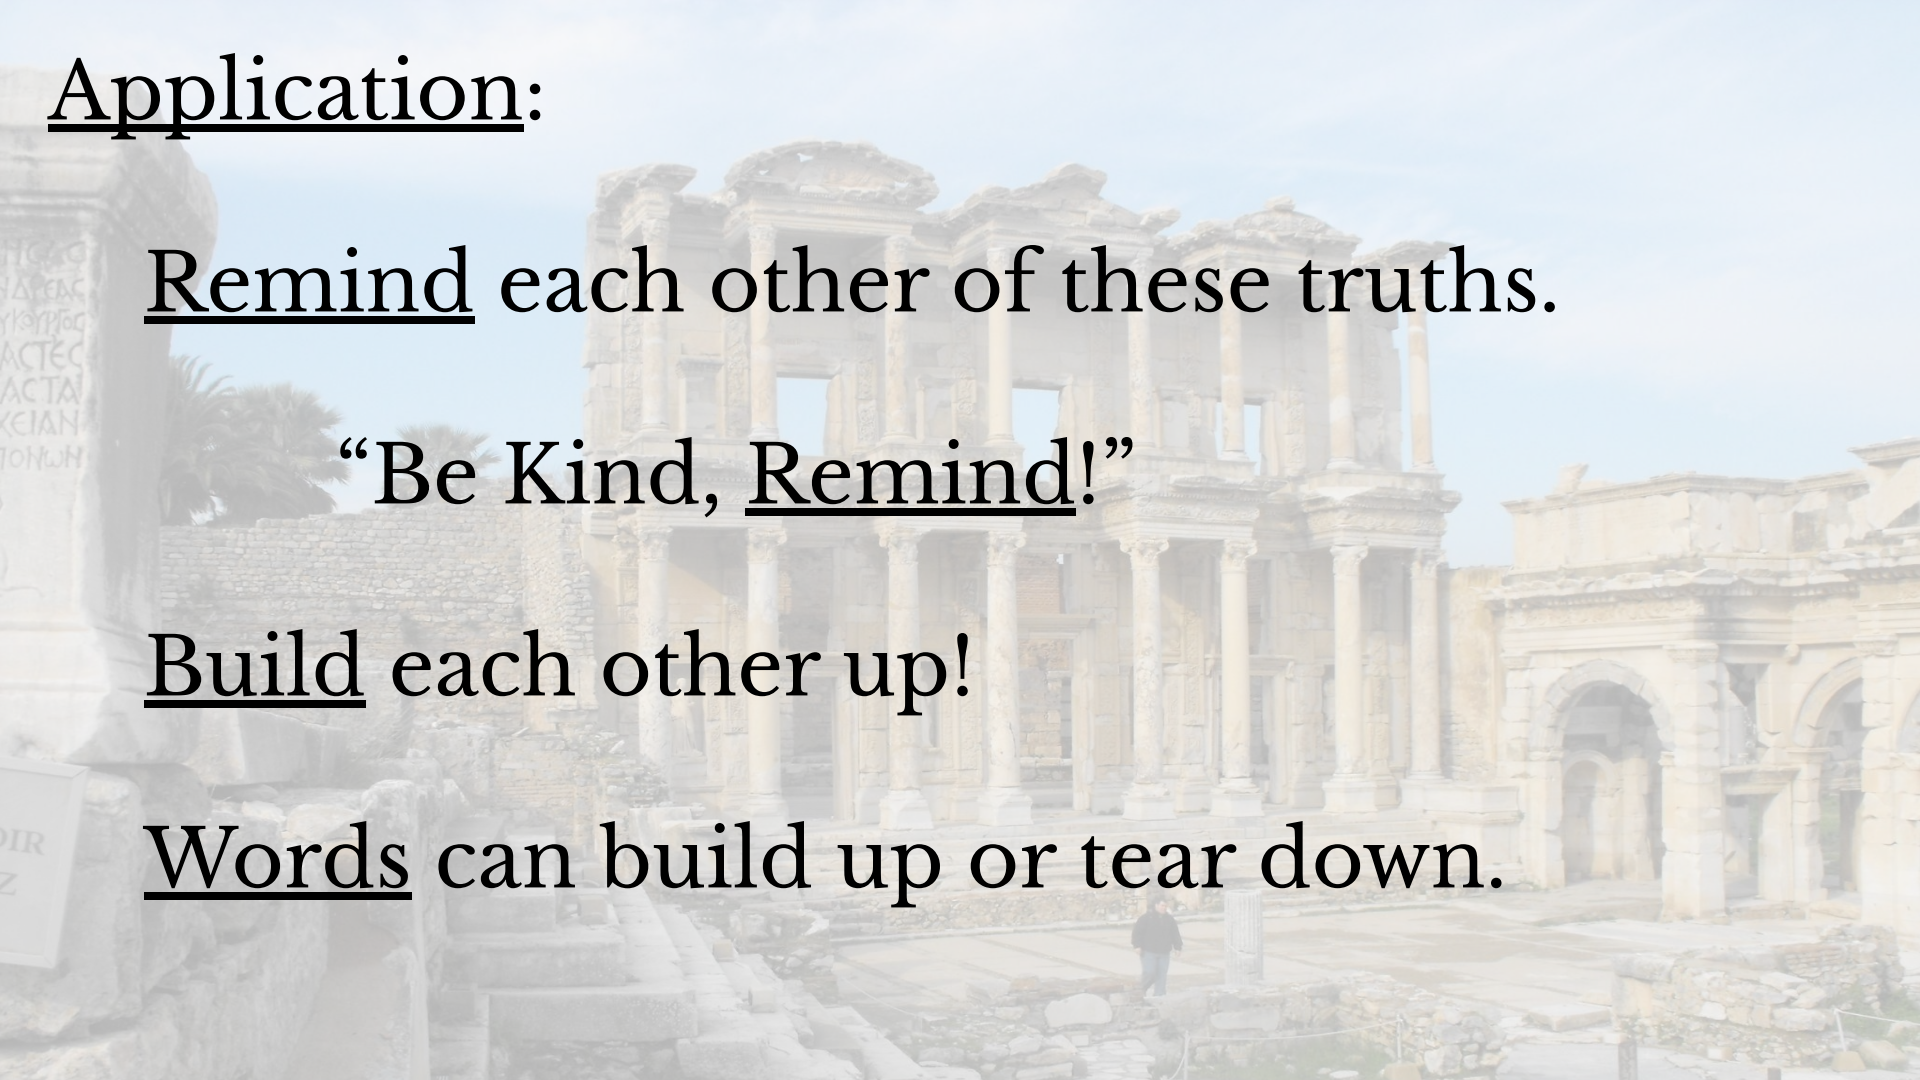 Application:
Remind each other of these truths.
“Be Kind, Remind!”
Build each other up!
Words can build up or tear down.